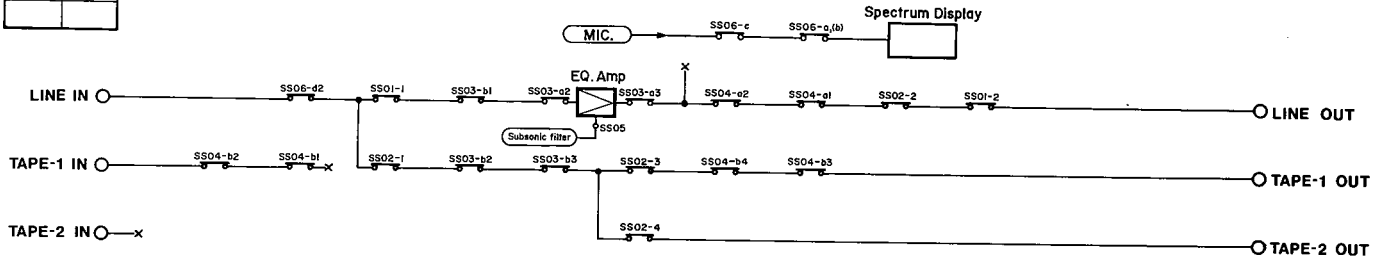 Spectrum Display
MIC.
SS06-c
SS06-a,(b)
EQ. Amp
LINE IN
SS06-d2
SS01-1
SS03-b1
SS03-a2
SS03-a3
SS04-a2
SS04-a1
SS02-2
SS01-2
LINE OUT
SS05
Subsonic filter
TAPE-1 IN
SS04-b2
SS04-b1
SS02-1
SS03-b2
SS03-b3
SS02-3
SS04-b4
SS04-b3
TAPE-1 OUT
TAPE-2 IN
SS02-4
TAPE-2 OUT